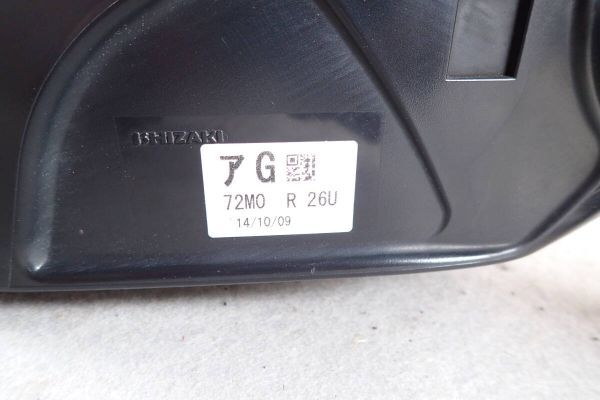 ISHIZAKI
アG
72M0 R 26U
14/10/09